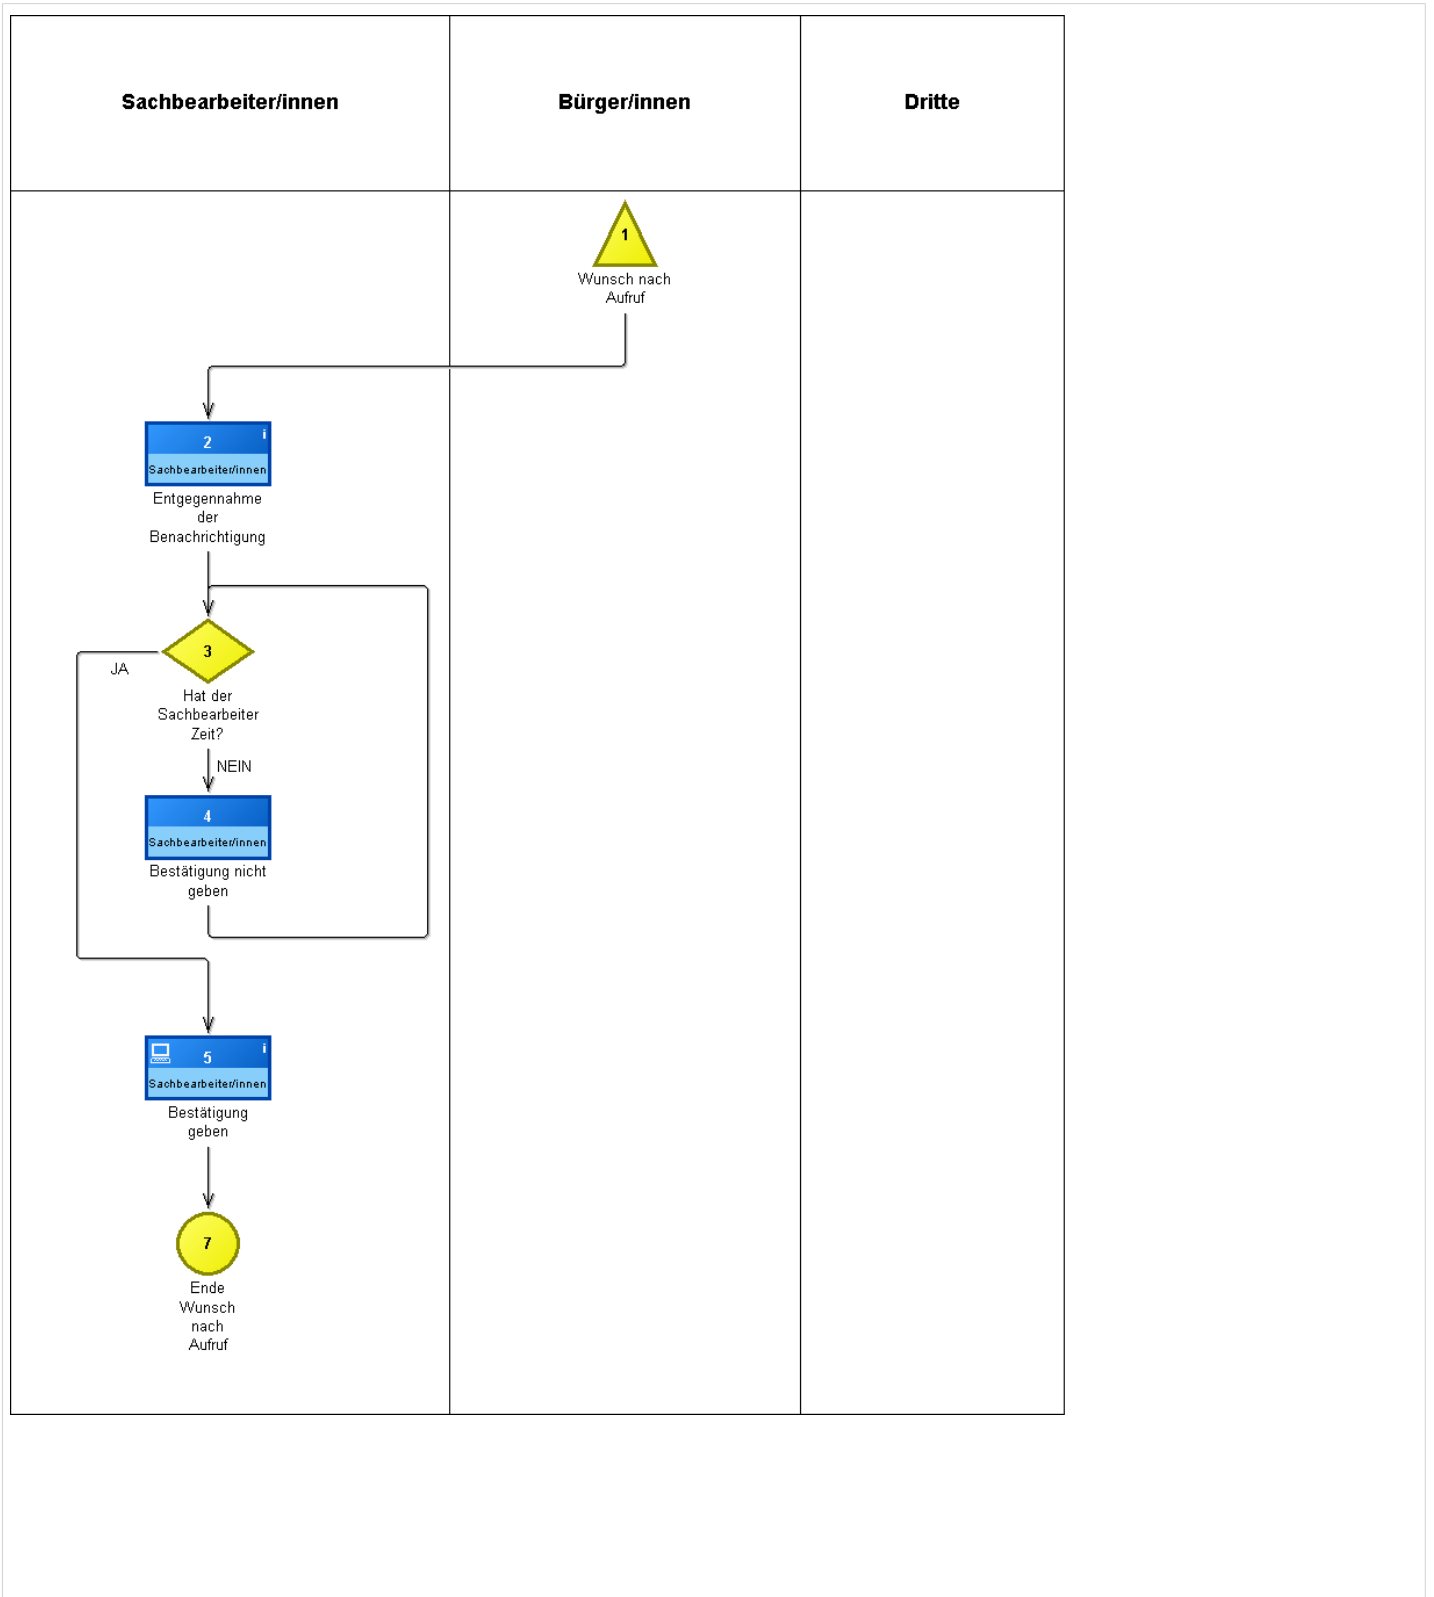 Sachbearbeiter/innen
Bürger/innen
Dritte
1
Wunsch nach
Aufruf
2
i
Sachbearbeiter/innen
Entgegennahme
der
Benachrichtigung
3
JA
Hat der
Sachbearbeiter
Zeit?
NEIN
4
Sachbearbeiter/innen
Bestätigung nicht
geben
5
i
Sachbearbeiter/innen
Bestätigung
geben
7
Ende
Wunsch
nach
Aufruf